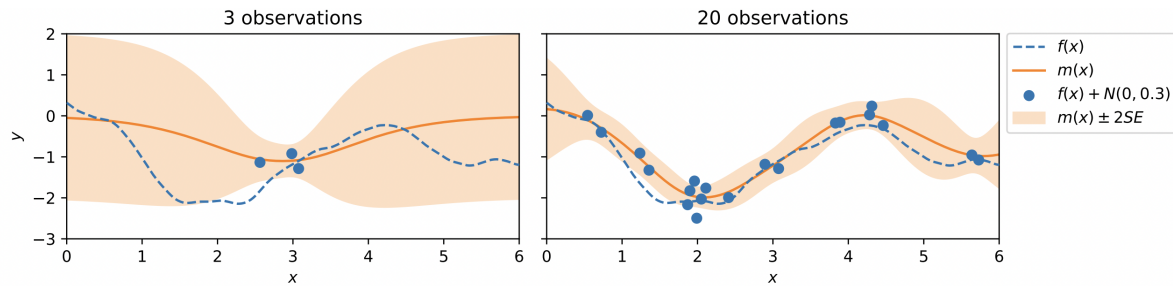 3 observations
20 observations
2
1
0
−1
−2
−3
y
0 1 2 3 4 5 6
x
0 1 2 3 4 5 6
x
f(x)
m(x)
f(x) + N(0, 0.3)
m(x) ± 2SE